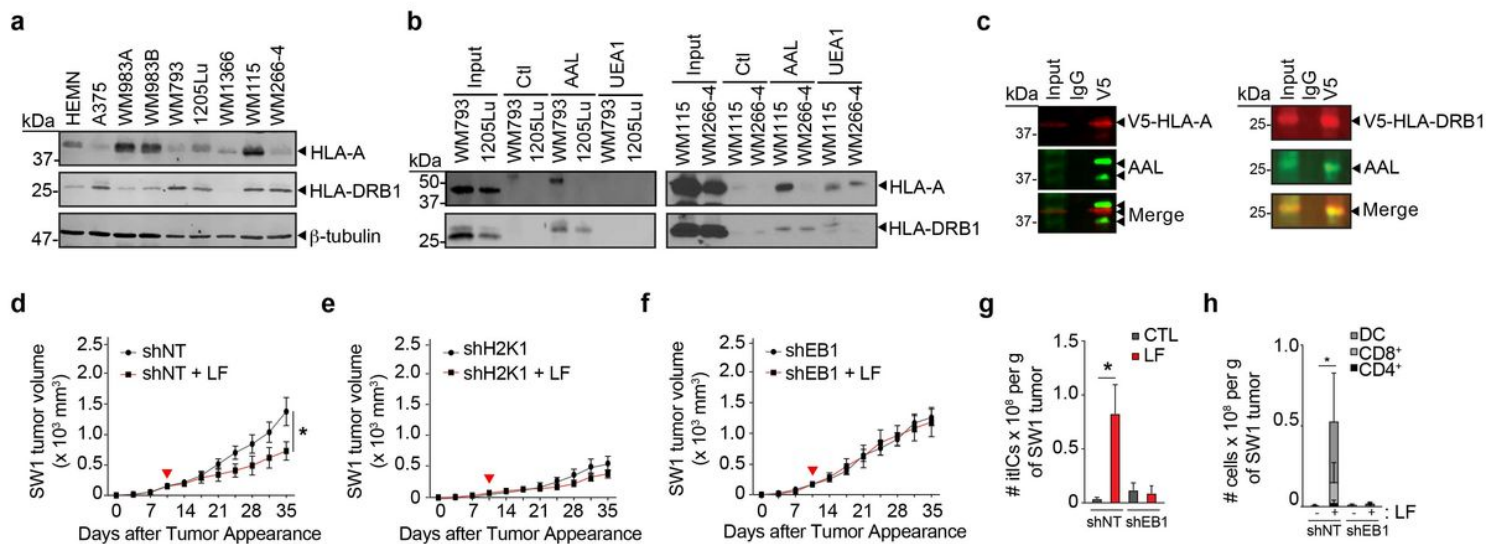 a
HEMN
A375
WM983A
WM983B
WM793
1205Lu
WM1366
WM115
WM266-4
kDa
37-
HLA-A
25-
HLA-DRB1
47-
β-tubulin
b
Input
Ctl
AAL
UEA1
WM793
1205Lu
WM793
1205Lu
WM793
1205Lu
WM793
1205Lu
kDa
50-
37-
25-
Input
Ctl
AAL
UEA1
WM115
WM266-4
WM115
WM266-4
WM115
WM266-4
WM115
WM266-4
HLA-A
HLA-DRB1
c
kDa
Input
IgG
V5
37-
V5-HLA-A
37-
AAL
37-
Merge
kDa
Input
IgG
V5
25-
V5-HLA-DRB1
25-
AAL
25-
Merge
d
SW1 tumor volume
(x 10³ mm³)
2.5
2.0
1.5
1.0
0.5
0
shNT
shNT + LF
*
0 7 14 21 28 35
Days after Tumor Appearance
e
SW1 tumor volume
(x 10³ mm³)
2.5
2.0
1.5
1.0
0.5
0
shH2K1
shH2K1 + LF
0 7 14 21 28 35
Days after Tumor Appearance
f
SW1 tumor volume
(x 10³ mm³)
2.5
2.0
1.5
1.0
0.5
0
shEB1
shEB1 + LF
0 7 14 21 28 35
Days after Tumor Appearance
g
# itICs x 10⁸ per g
of SW1 tumor
1.5
1.0
0.5
0
CTL
LF
*
shNT shEB1
h
# cells x 10⁸ per g
of SW1 tumor
1.0
0.5
0
DC
CD8⁺
CD4⁺
*
- + - + : LF
shNT shEB1